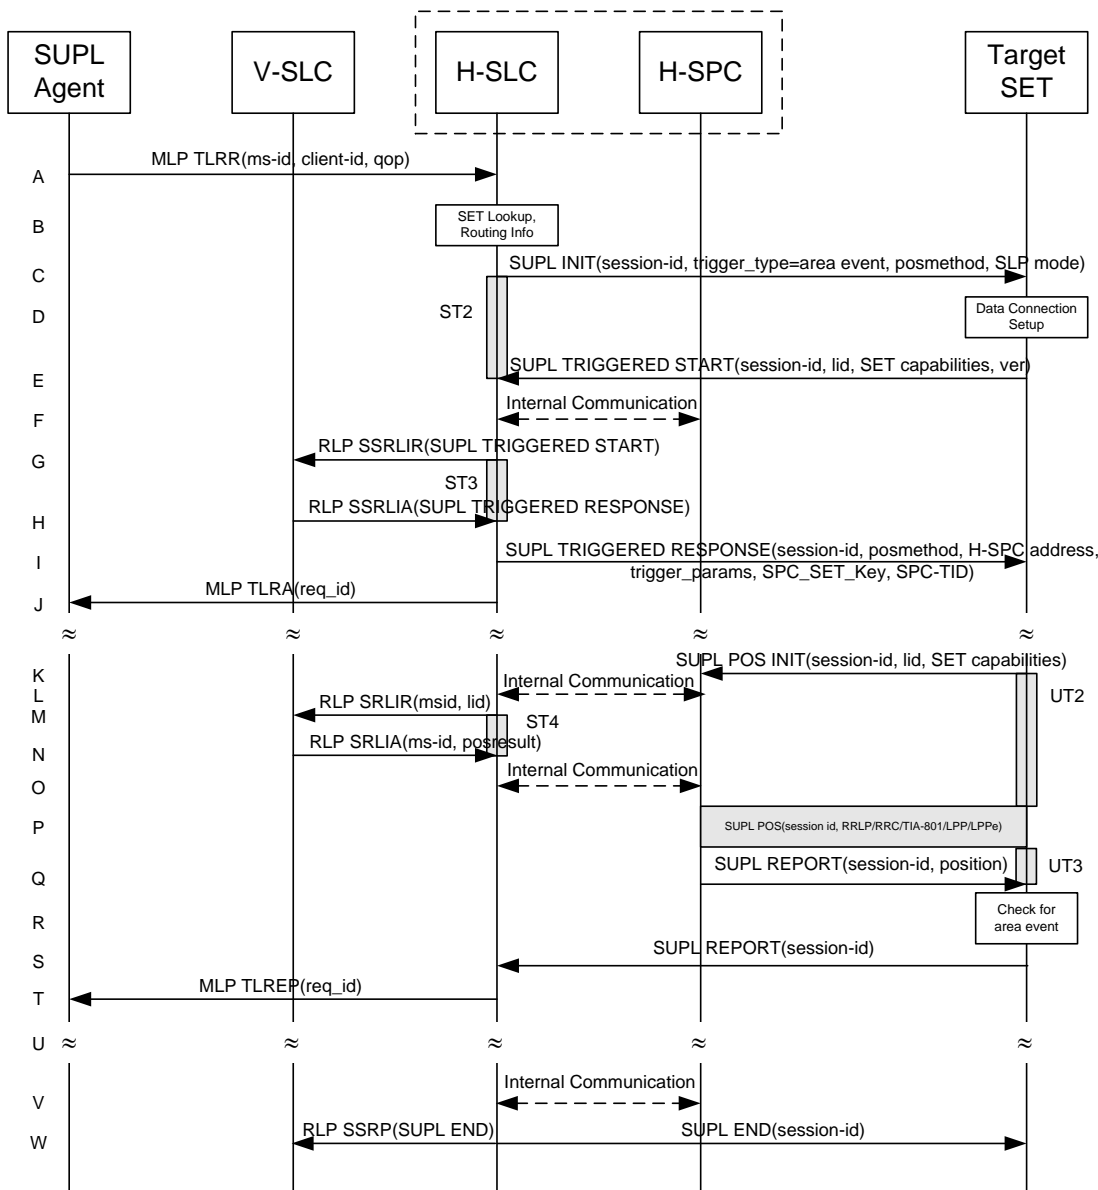 SUPL
Agent
V-SLC
H-SLC
H-SPC
Target
SET
A
MLP TLRR(ms-id, client-id, qop)
B
SET Lookup,
Routing Info
C
SUPL INIT(session-id, trigger_type=area event, posmethod, SLP mode)
D
ST2
Data Connection
Setup
E
SUPL TRIGGERED START(session-id, lid, SET capabilities, ver)
F
Internal Communication
G
RLP SSRLIR(SUPL TRIGGERED START)
ST3
H
RLP SSRLIA(SUPL TRIGGERED RESPONSE)
I
SUPL TRIGGERED RESPONSE(session-id, posmethod, H-SPC address,
trigger_params, SPC_SET_Key, SPC-TID)
J
MLP TLRA(req_id)
≈ ≈ ≈ ≈
K
SUPL POS INIT(session-id, lid, SET capabilities)
L
Internal Communication
UT2
M
RLP SRLIR(msid, lid)
ST4
N
RLP SRLIA(ms-id, posresult)
O
Internal Communication
P
SUPL POS(session id, RRLP/RRC/TIA-801/LPP/LPPe)
Q
SUPL REPORT(session-id, position)
UT3
R
Check for
area event
S
SUPL REPORT(session-id)
T
MLP TLREP(req_id)
U ≈ ≈ ≈ ≈
V
Internal Communication
W
RLP SSRP(SUPL END)
SUPL END(session-id)